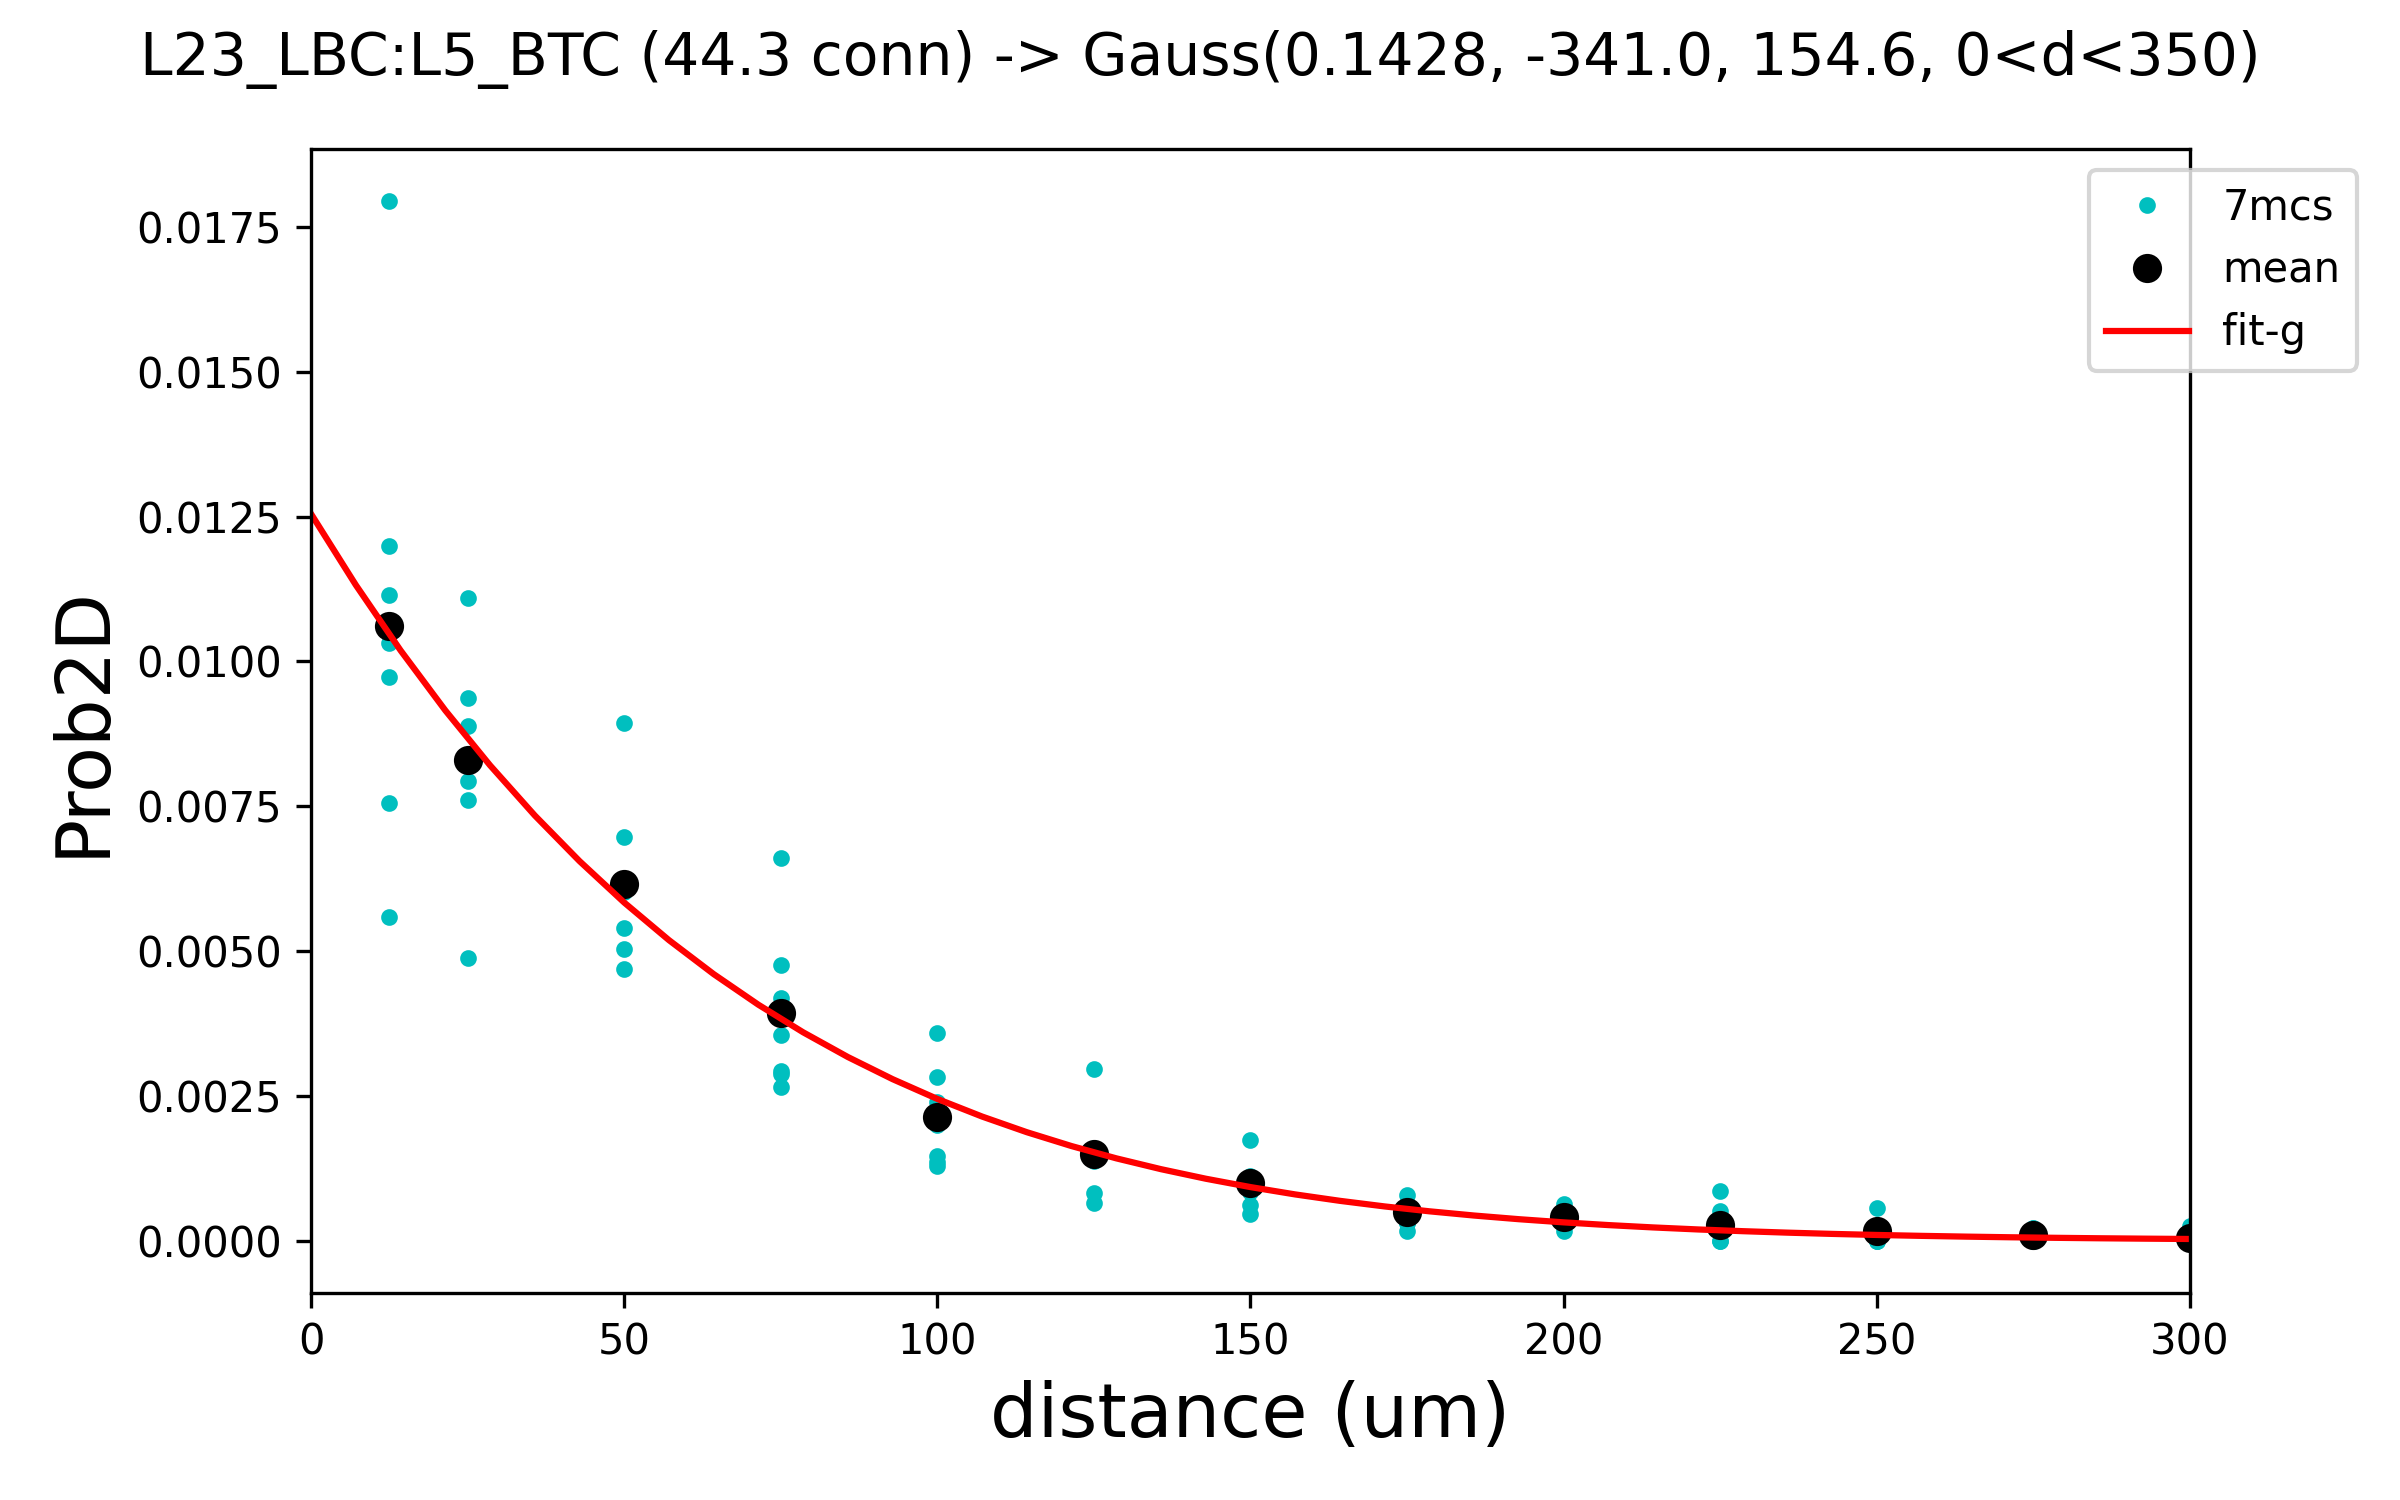 L23_LBC:L5_BTC (44.3 conn) -> Gauss(0.1428, -341.0, 154.6, 0<d<350)
7mcs
mean
fit-g
Prob2D
0.0175
0.0150
0.0125
0.0100
0.0075
0.0050
0.0025
0.0000
0 50 100 150 200 250 300
distance (um)